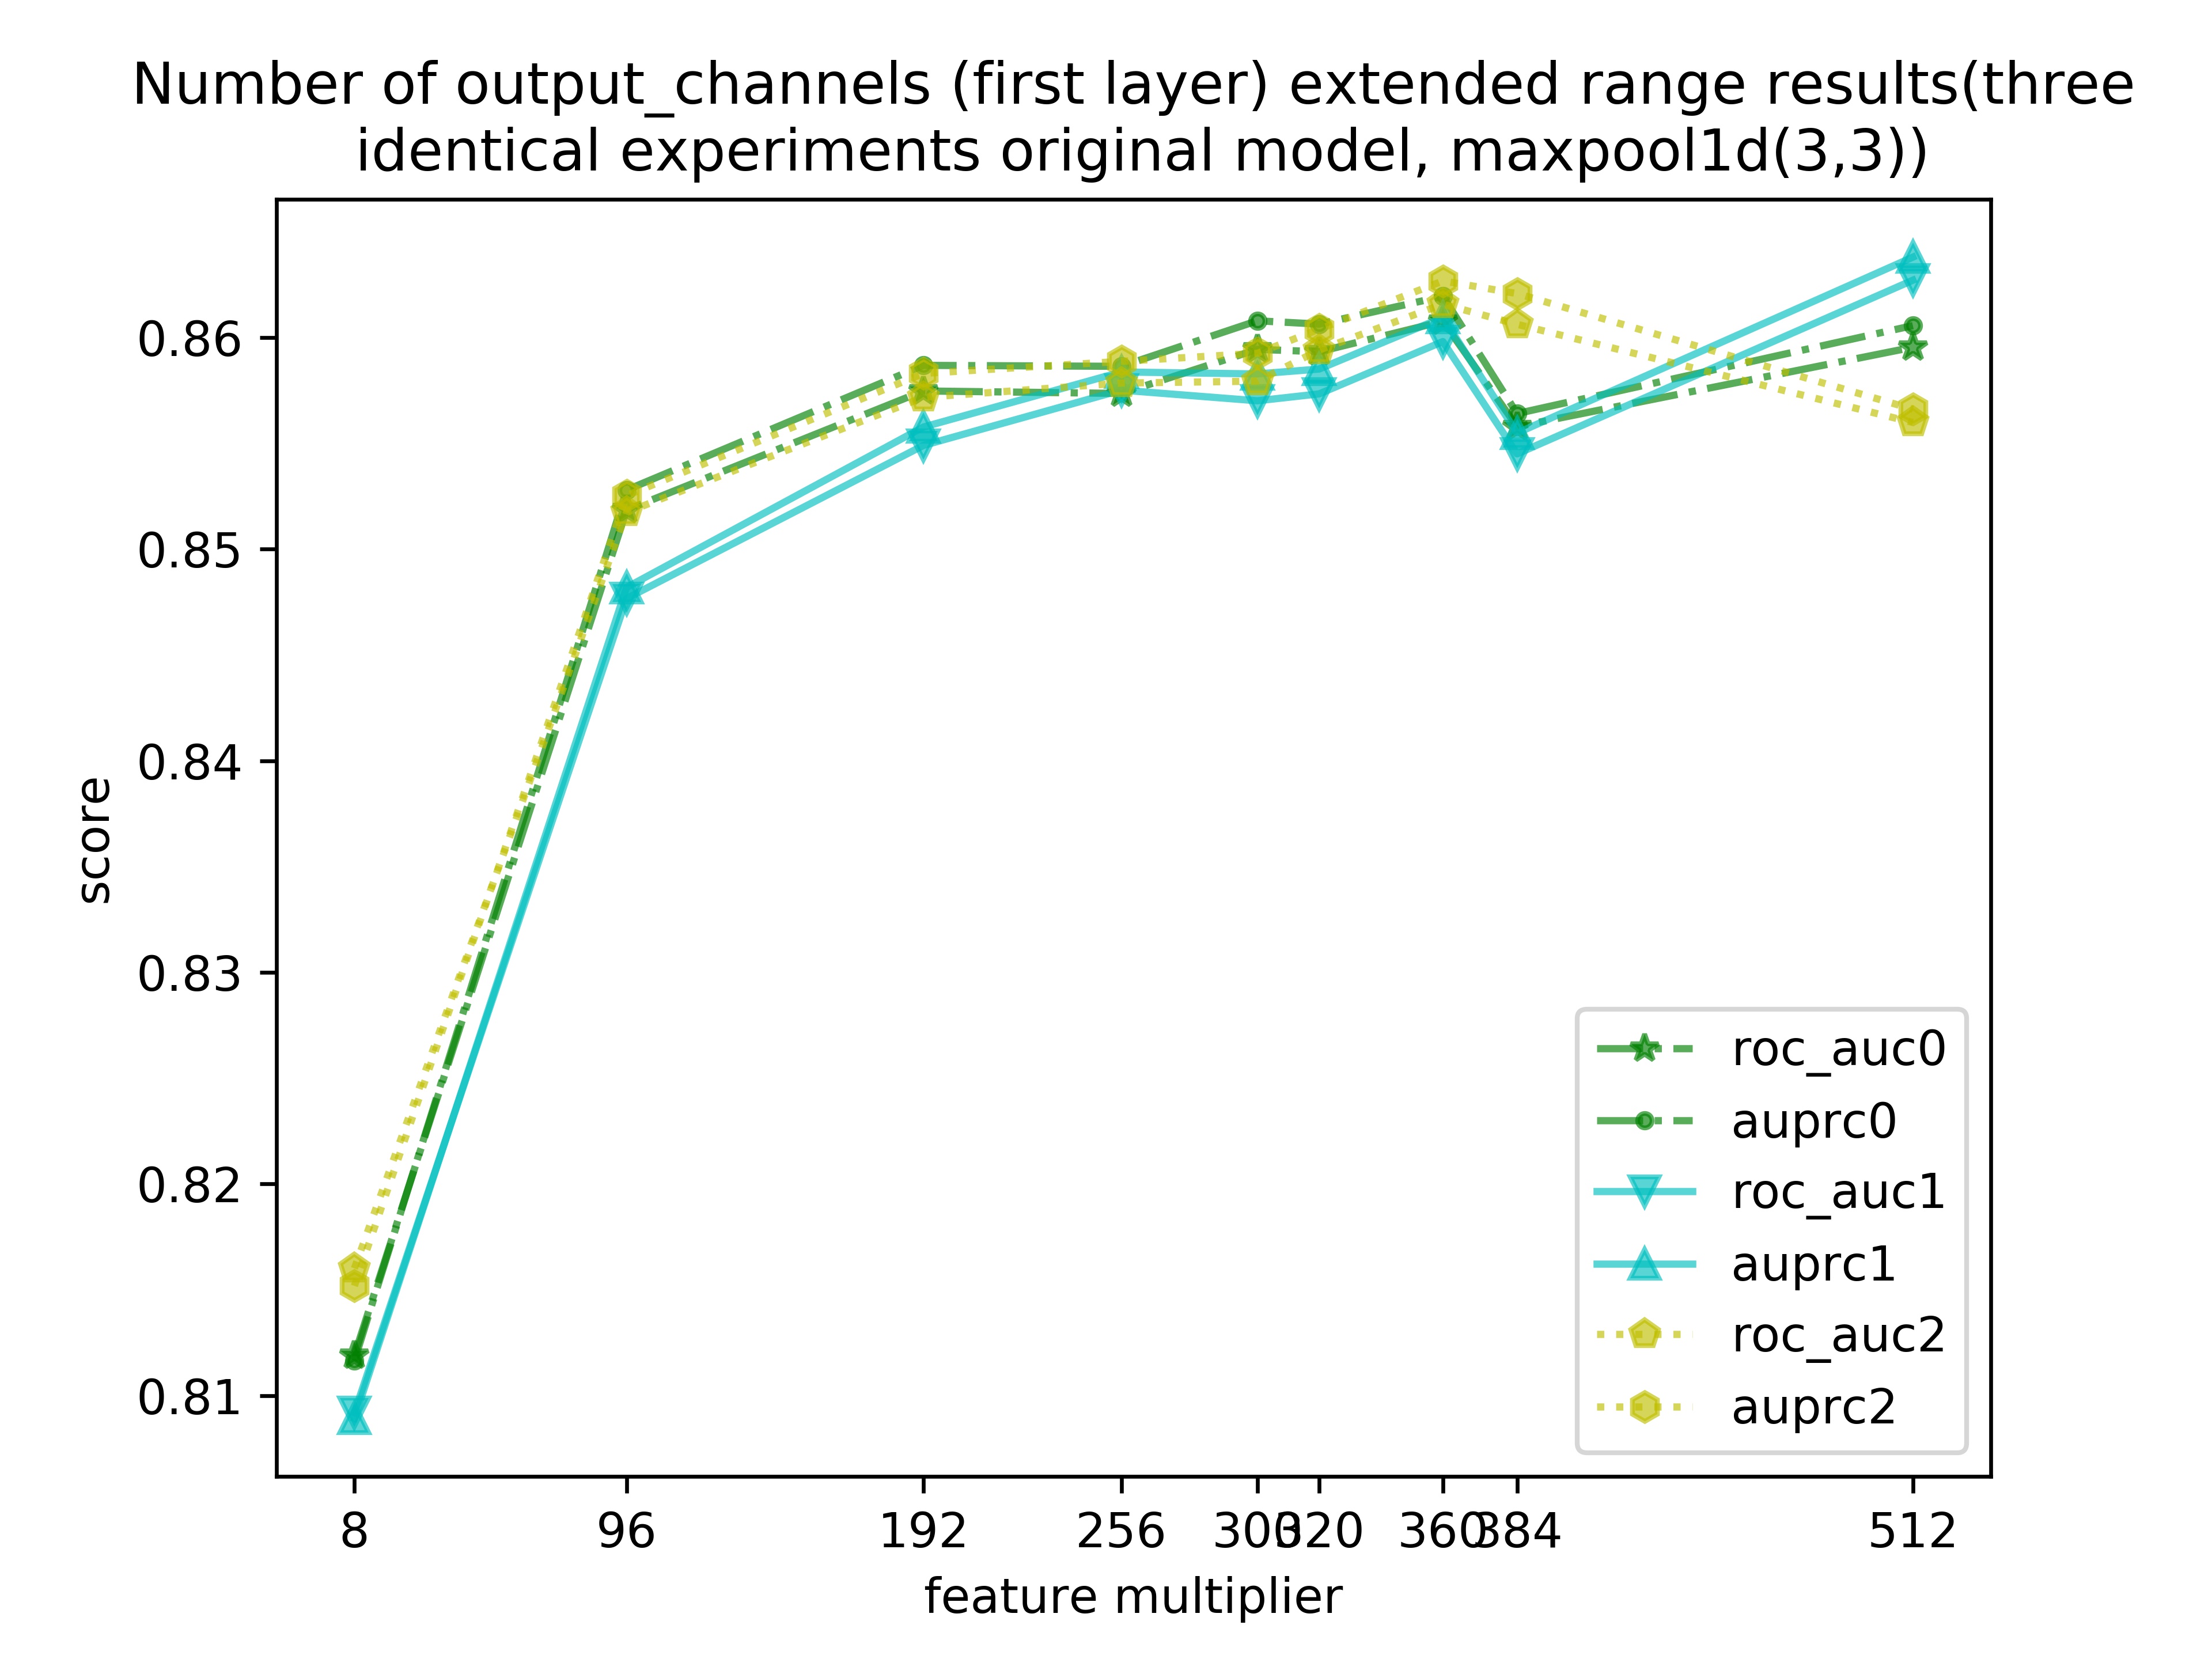 Number of output_channels (first layer) extended range results(three
identical experiments original model, maxpool1d(3,3))
score
0.86
0.85
0.84
0.83
0.82
0.81
roc_auc0
auprc0
roc_auc1
auprc1
roc_auc2
auprc2
8 96 192 256 300 320 360 384 512
feature multiplier